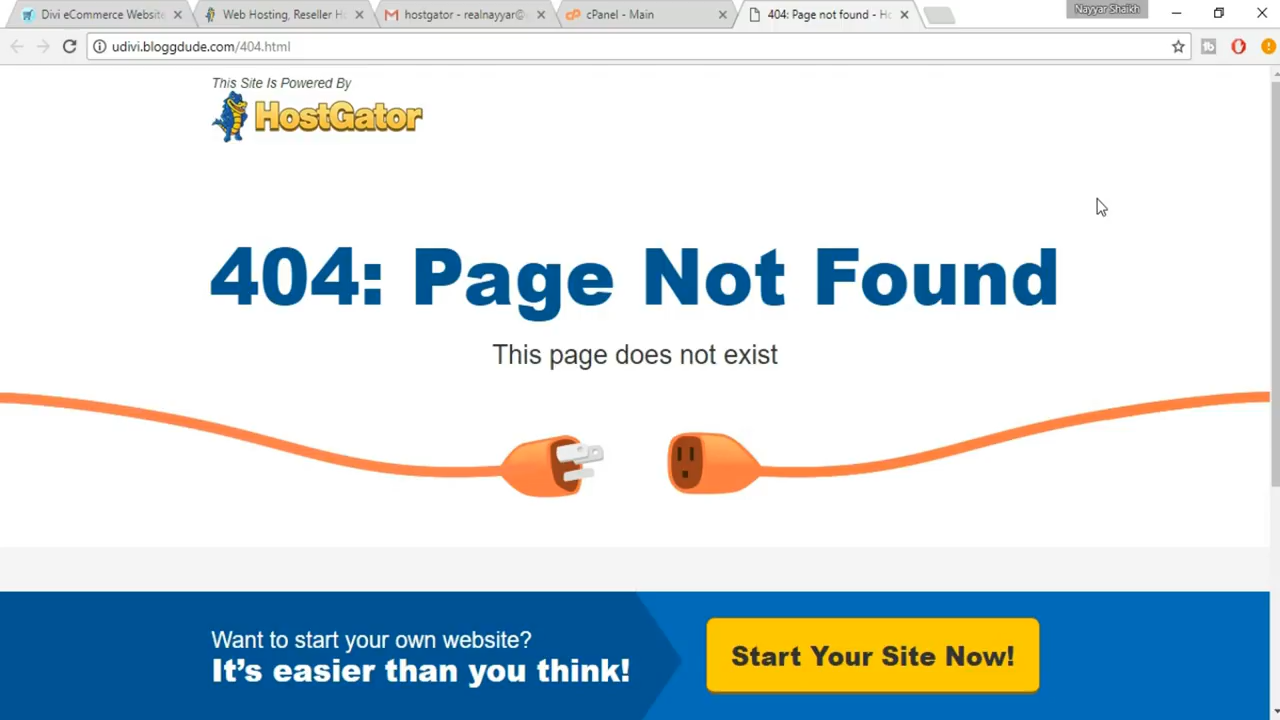 Divi eCommerce Website
Web Hosting, Reseller H
hostgator - realnayyar@
cPanel - Main
404: Page not found - Ho
Nayyar Shaikh
udivi.bloggdude.com/404.html
This Site Is Powered By
HostGator
404: Page Not Found
This page does not exist
Want to start your own website?
It's easier than you think!
Start Your Site Now!